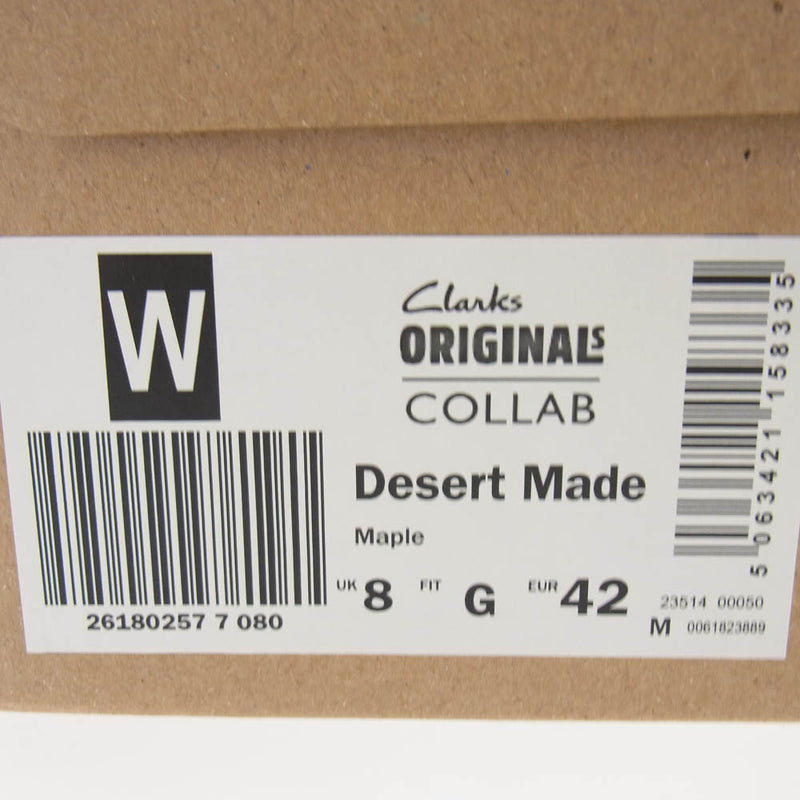 W
Clarks
ORIGINALS
COLLAB
Desert Made
Maple
UK 8 FIT G EUR 42
26180257 7 080
5 063421 158335
23514 00050
M 0061823889